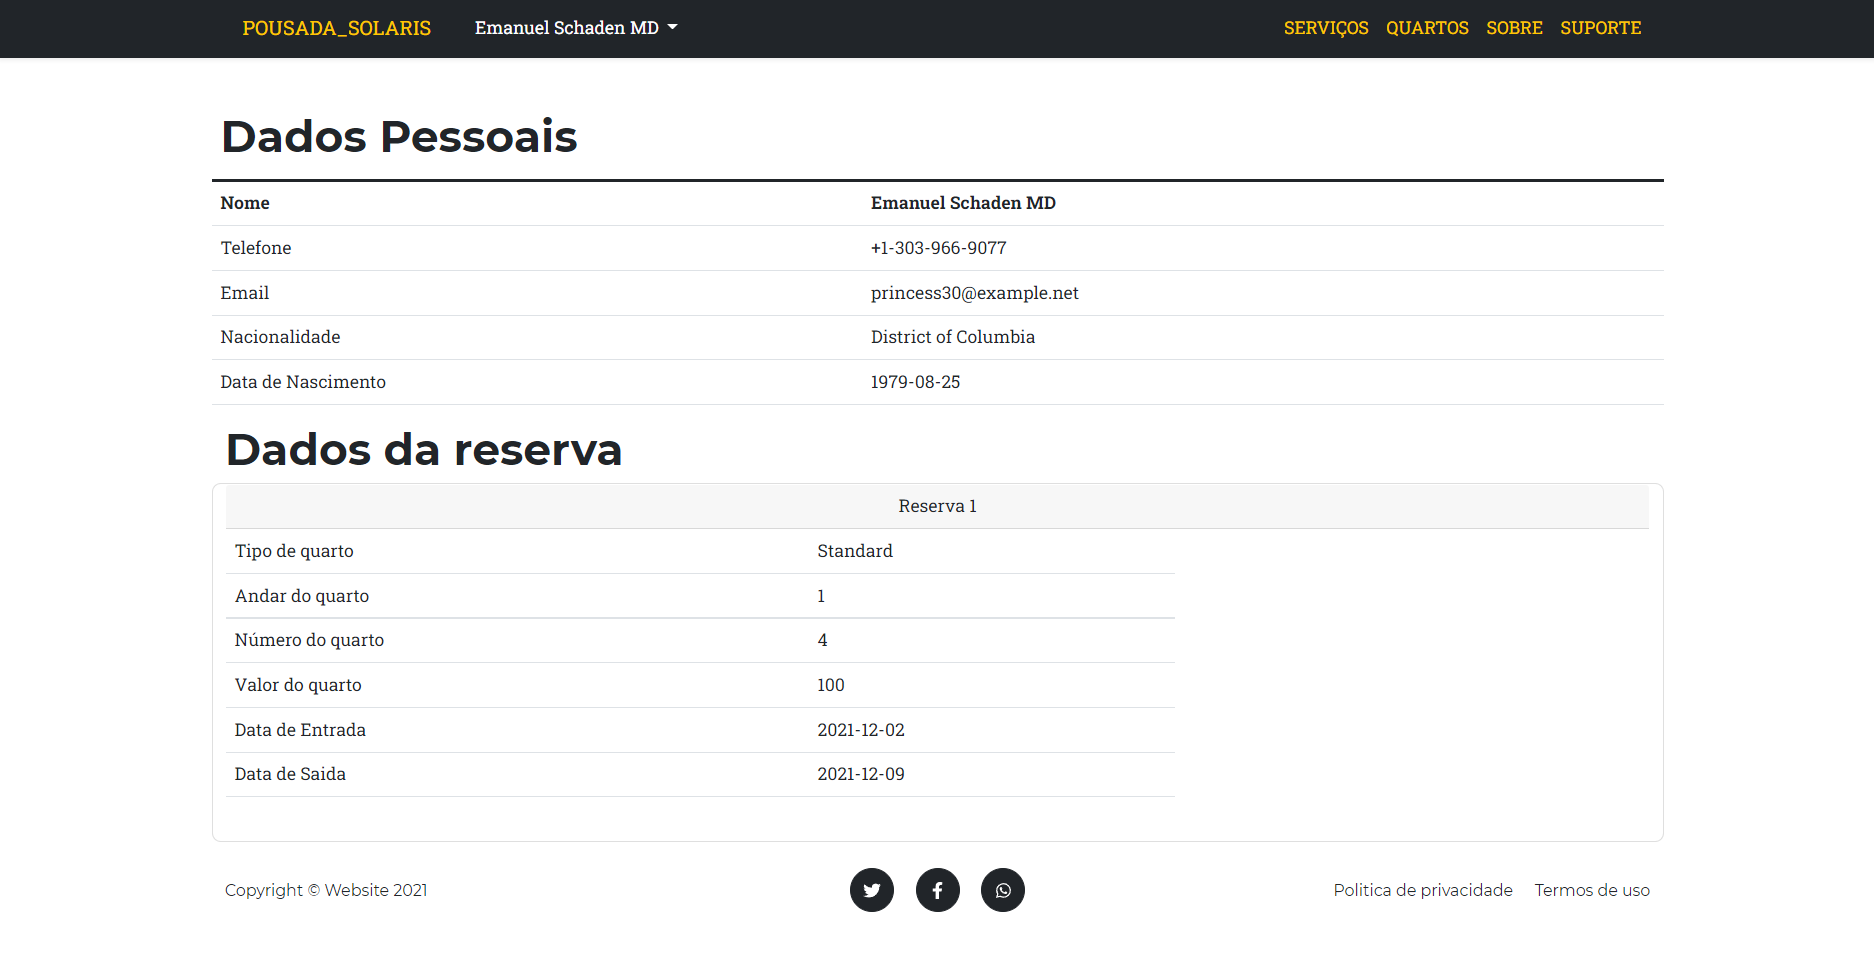 POUSADA_SOLARIS Emanuel Schaden MD SERVIÇOS QUARTOS SOBRE SUPORTE
Dados Pessoais
Nome Emanuel Schaden MD
Telefone +1-303-966-9077
Email princess30@example.net
Nacionalidade District of Columbia
Data de Nascimento 1979-08-25
Dados da reserva
Reserva 1
Tipo de quarto Standard
Andar do quarto 1
Número do quarto 4
Valor do quarto 100
Data de Entrada 2021-12-02
Data de Saida 2021-12-09
Copyright © Website 2021 Politica de privacidade Termos de uso